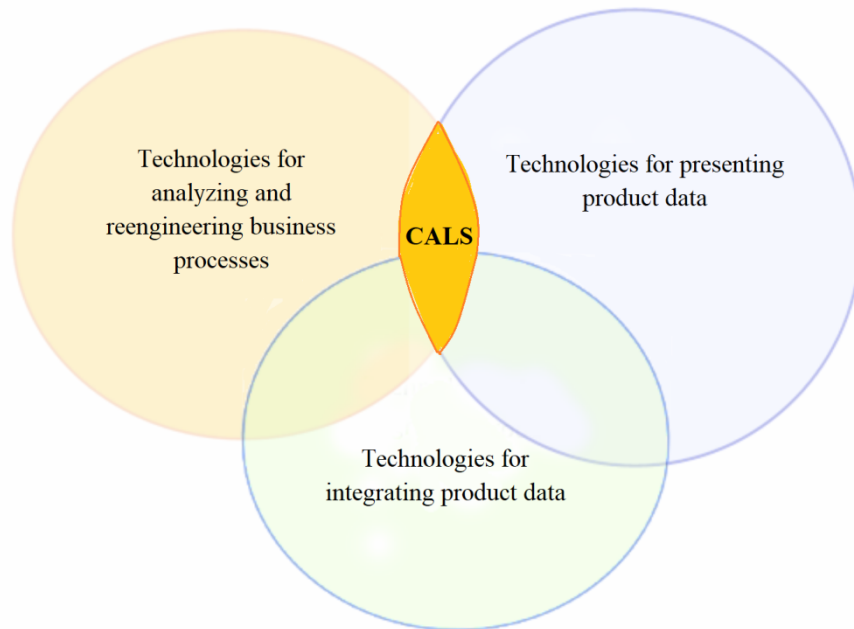 Technologies for
analyzing and
reengineering business
processes
Technologies for presenting
product data
CALS
Technologies for
integrating product data